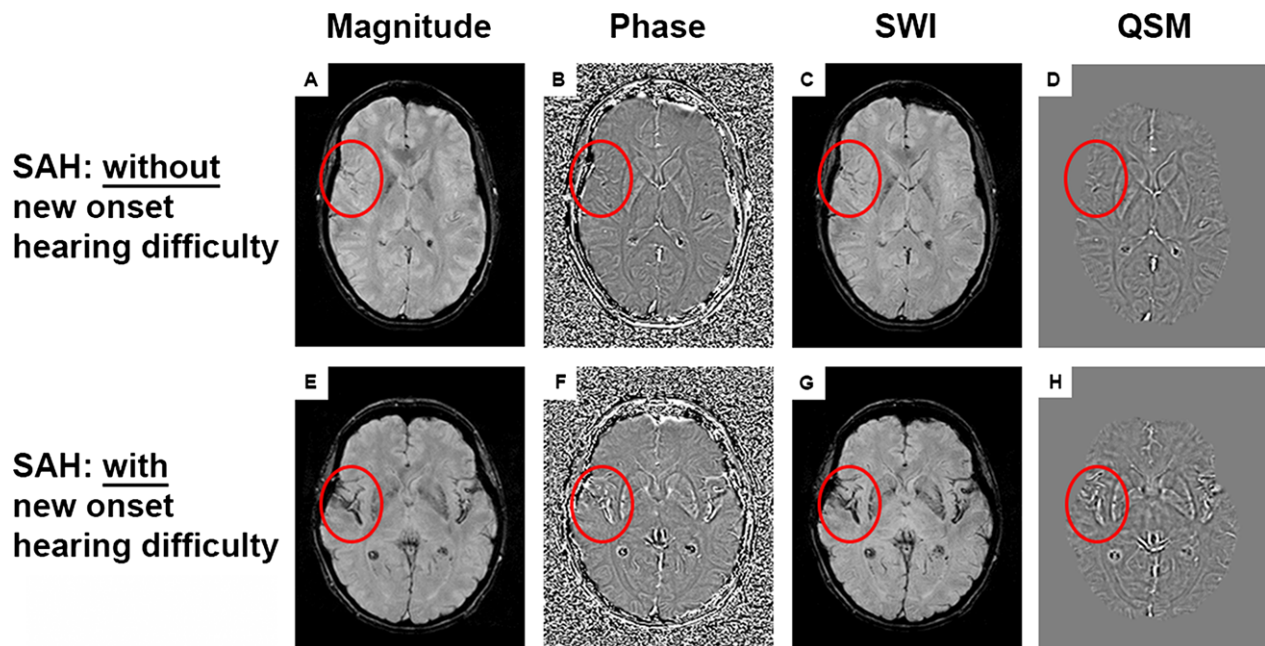 Magnitude Phase SWI QSM
A B C D
SAH: without
new onset
hearing difficulty
E F G H
SAH: with
new onset
hearing difficulty